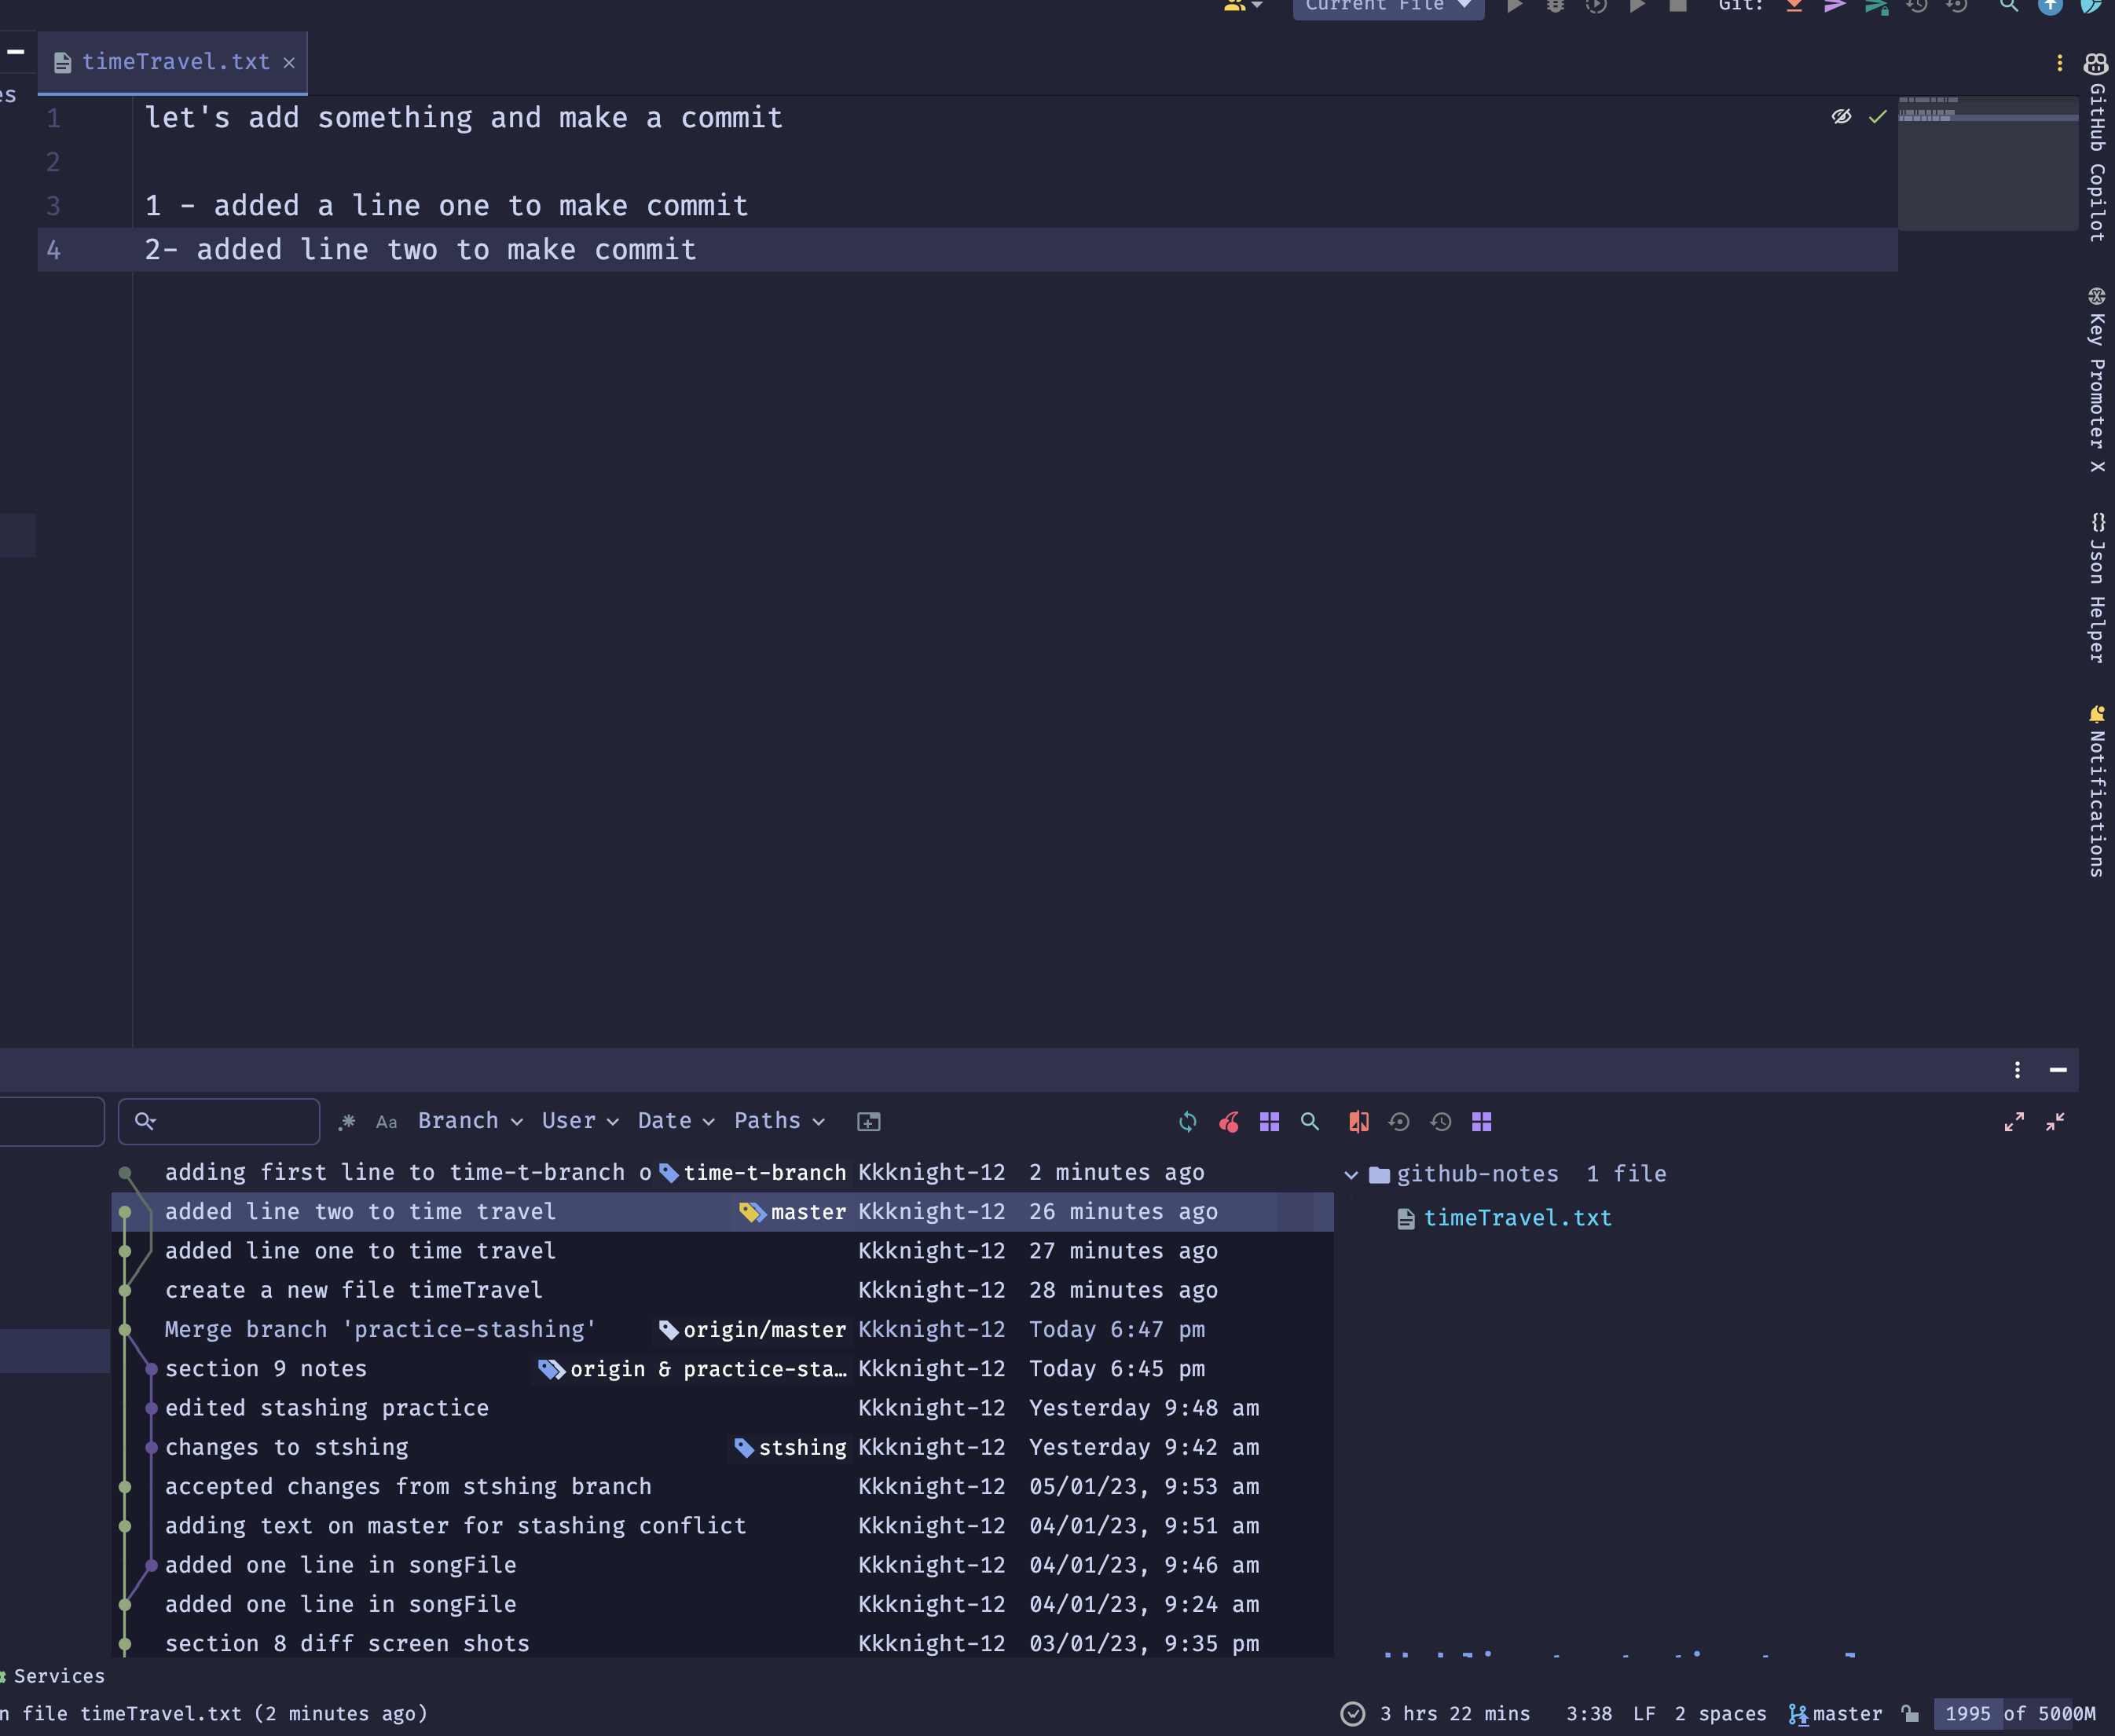 Current File Git:
timeTravel.txt
es
1 let's add something and make a commit
2
3 1 - added a line one to make commit
4 2- added line two to make commit
GitHub Copilot
Key Promoter X
{} Json Helper
Notifications
.* Aa Branch User Date Paths
adding first line to time-t-branch o time-t-branch Kkknight-12 2 minutes ago
added line two to time travel master Kkknight-12 26 minutes ago
added line one to time travel Kkknight-12 27 minutes ago
create a new file timeTravel Kkknight-12 28 minutes ago
Merge branch 'practice-stashing' origin/master Kkknight-12 Today 6:47 pm
section 9 notes origin & practice-sta… Kkknight-12 Today 6:45 pm
edited stashing practice Kkknight-12 Yesterday 9:48 am
changes to stshing stshing Kkknight-12 Yesterday 9:42 am
accepted changes from stshing branch Kkknight-12 05/01/23, 9:53 am
adding text on master for stashing conflict Kkknight-12 04/01/23, 9:51 am
added one line in songFile Kkknight-12 04/01/23, 9:46 am
added one line in songFile Kkknight-12 04/01/23, 9:24 am
section 8 diff screen shots Kkknight-12 03/01/23, 9:35 pm
github-notes 1 file
timeTravel.txt
Services
n file timeTravel.txt (2 minutes ago) 3 hrs 22 mins 3:38 LF 2 spaces master 1995 of 5000M